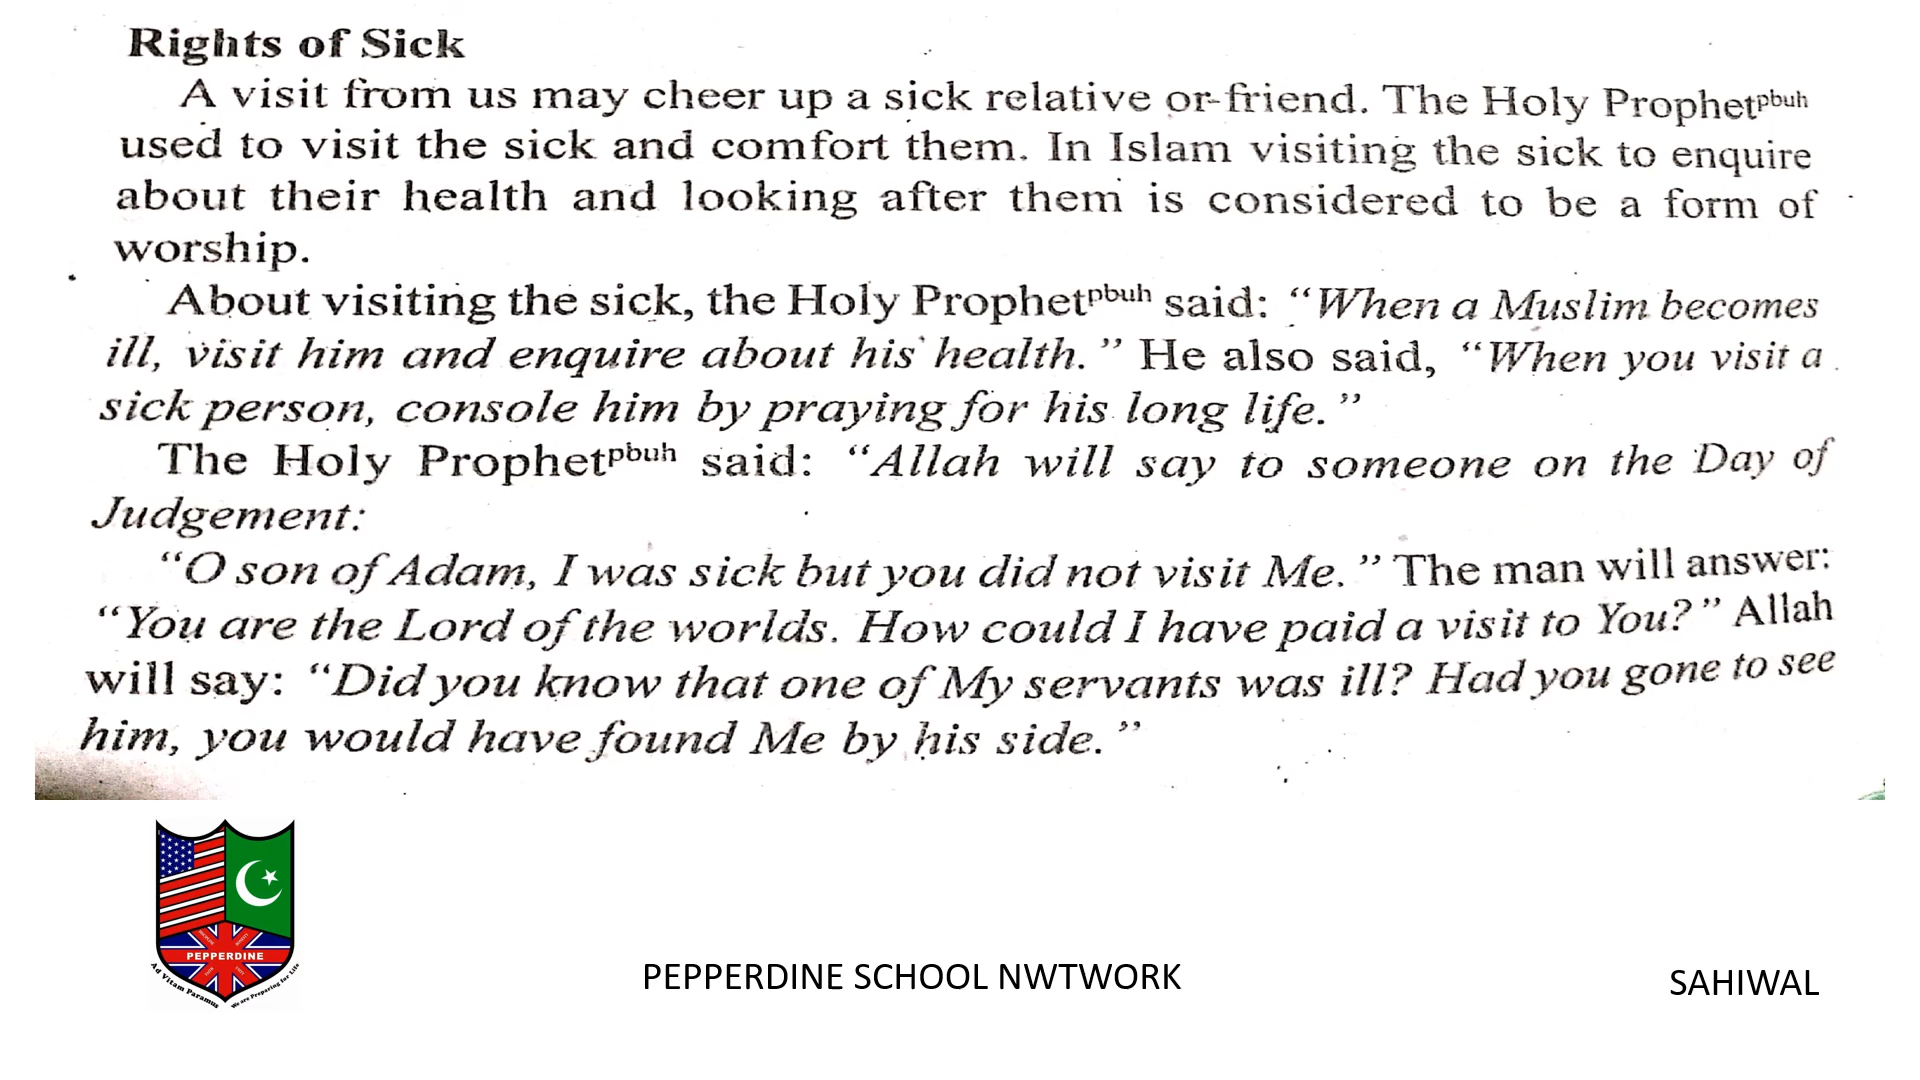 Rights of Sick
A visit from us may cheer up a sick relative or friend. The Holy Prophetpbuh
used to visit the sick and comfort them. In Islam visiting the sick to enquire
about their health and looking after them is considered to be a form of
worship.
About visiting the sick, the Holy Prophetpbuh said: “When a Muslim becomes
ill, visit him and enquire about his health.” He also said, “When you visit a
sick person, console him by praying for his long life.”
The Holy Prophetpbuh said: “Allah will say to someone on the Day of
Judgement:
“O son of Adam, I was sick but you did not visit Me.” The man will answer:
“You are the Lord of the worlds. How could I have paid a visit to You?” Allah
will say: “Did you know that one of My servants was ill? Had you gone to see
him, you would have found Me by his side.”
PEPPERDINE
Ad Vitam Paramus
We are Preparing for Life
PEPPERDINE SCHOOL NWTWORK
SAHIWAL